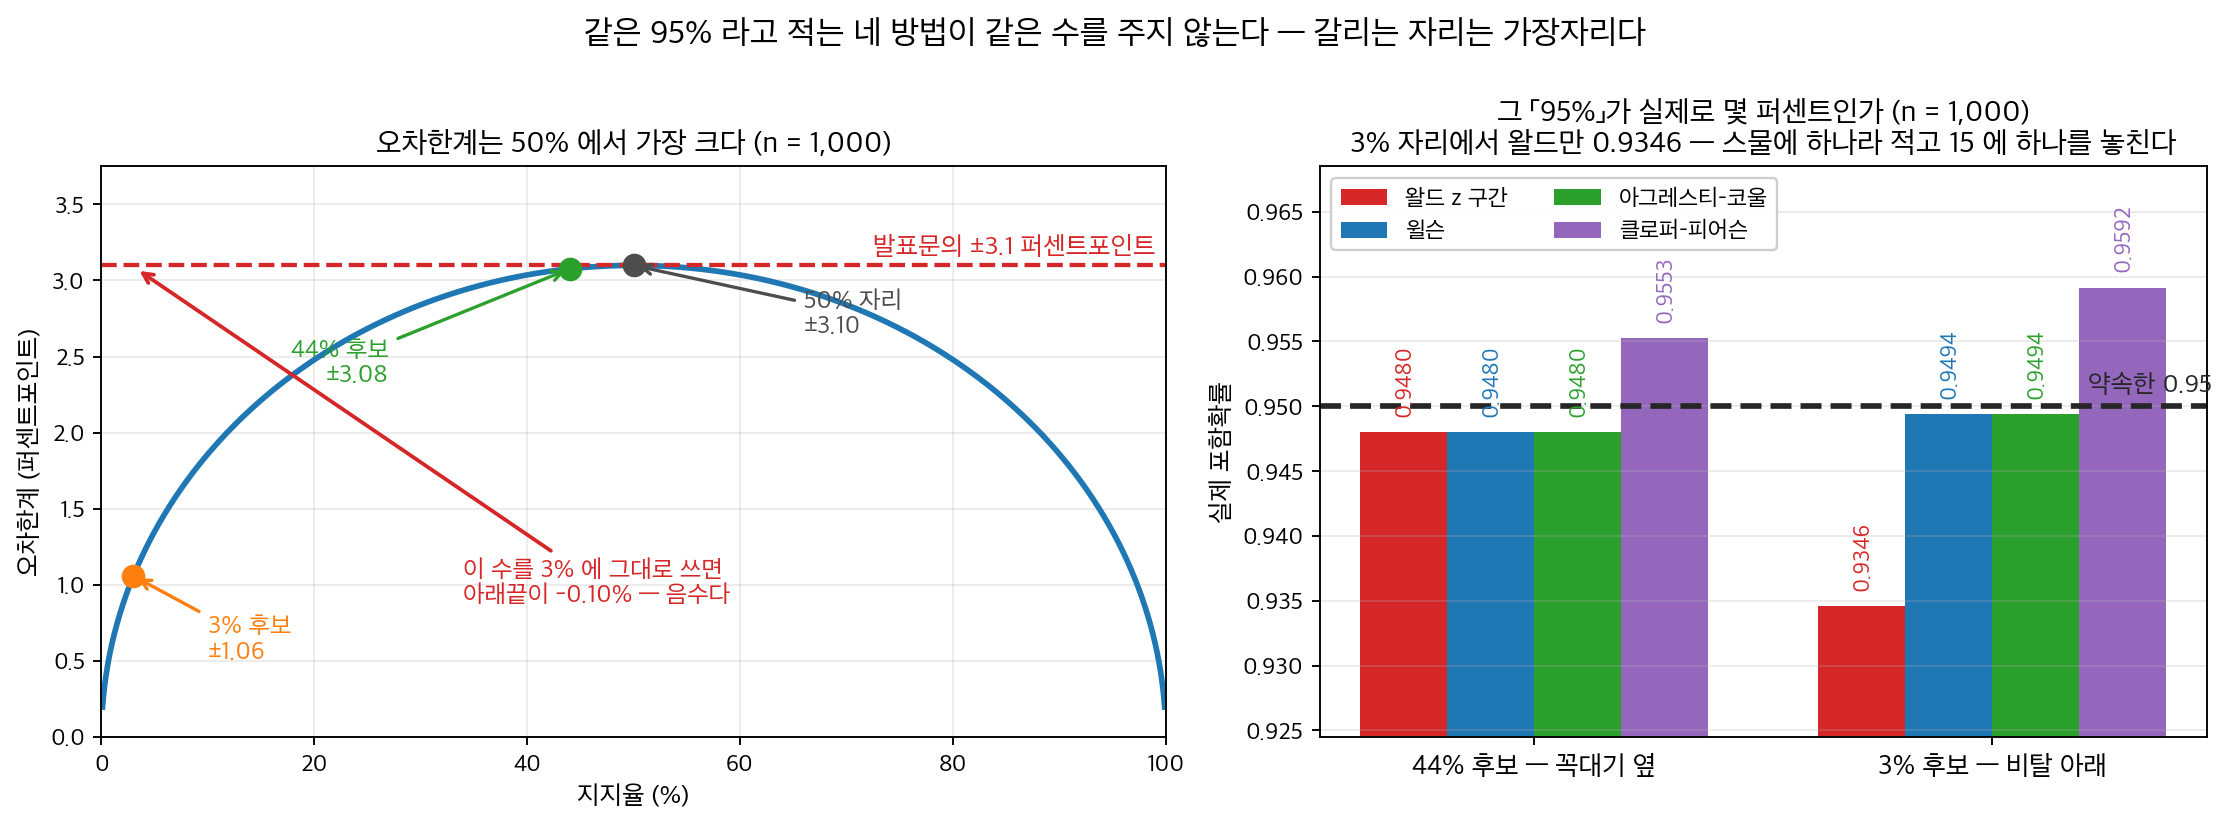 같은 95% 라고 적는 네 방법이 같은 수를 주지 않는다 — 갈리는 자리는 가장자리다
오차한계는 50% 에서 가장 크다 (n = 1,000)
오차한계 (퍼센트포인트)
3.5
3.0
2.5
2.0
1.5
1.0
0.5
0.0
발표문의 ±3.1 퍼센트포인트
50% 자리
±3.10
44% 후보
±3.08
이 수를 3% 에 그대로 쓰면
아래끝이 -0.10% — 음수다
3% 후보
±1.06
0 20 40 60 80 100
지지율 (%)
그 「95%」가 실제로 몇 퍼센트인가 (n = 1,000)
3% 자리에서 왈드만 0.9346 — 스물에 하나라 적고 15 에 하나를 놓친다
왈드 z 구간
윌슨
아그레스티-코울
클로퍼-피어슨
실제 포함확률
0.965
0.960
0.955
0.950
0.945
0.940
0.935
0.930
0.925
0.9480
0.9480
0.9480
0.9553
0.9346
0.9494
0.9494
0.9592
약속한 0.95
44% 후보 — 꼭대기 옆
3% 후보 — 비탈 아래